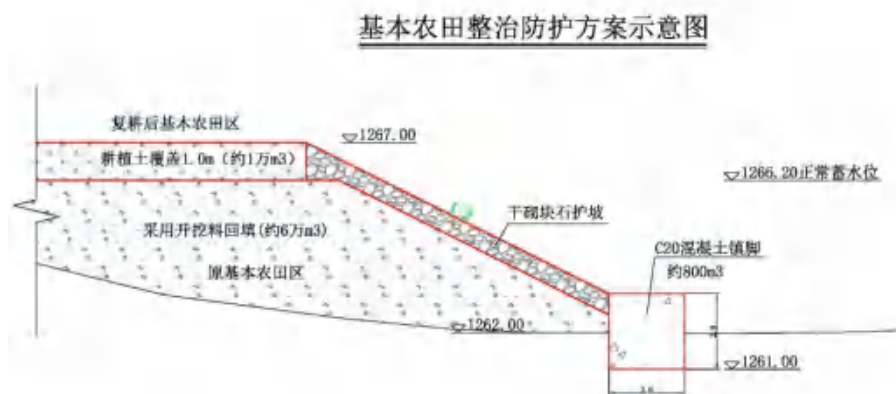 基本农田整治防护方案示意图
复耕后基本农田区
1267.00
耕植土覆盖1.0m（约1万m3）
1266.20正常蓄水位
干砌块石护坡
采用开挖料回填(约6万m3)
C20混凝土镇脚
约800m3
原基本农田区
1262.00
1261.00